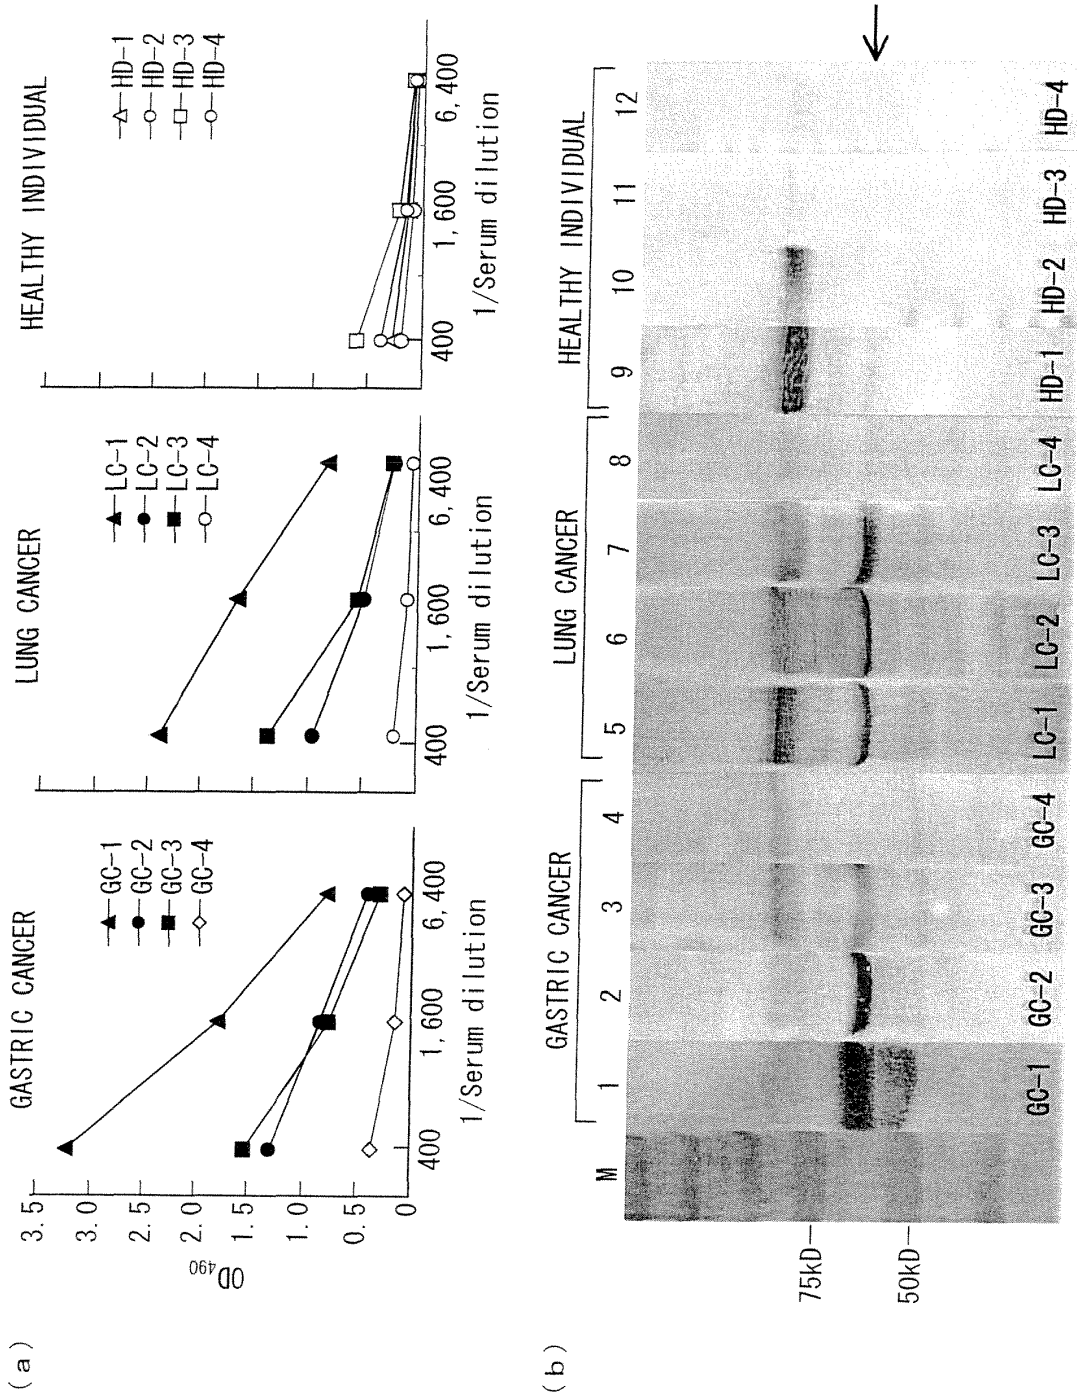 (a)
GASTRIC CANCER
GC-1
GC-2
GC-3
GC-4
OD490
3.5
3.0
2.5
2.0
1.5
1.0
0.5
0
400
1,600
6,400
1/Serum dilution
LUNG CANCER
LC-1
LC-2
LC-3
LC-4
400
1,600
6,400
1/Serum dilution
HEALTHY INDIVIDUAL
HD-1
HD-2
HD-3
HD-4
400
1,600
6,400
1/Serum dilution
(b)
GASTRIC CANCER LUNG CANCER HEALTHY INDIVIDUAL
M 1 2 3 4 5 6 7 8 9 10 11 12
75kD
50kD
GC-1 GC-2 GC-3 GC-4 LC-1 LC-2 LC-3 LC-4 HD-1 HD-2 HD-3 HD-4